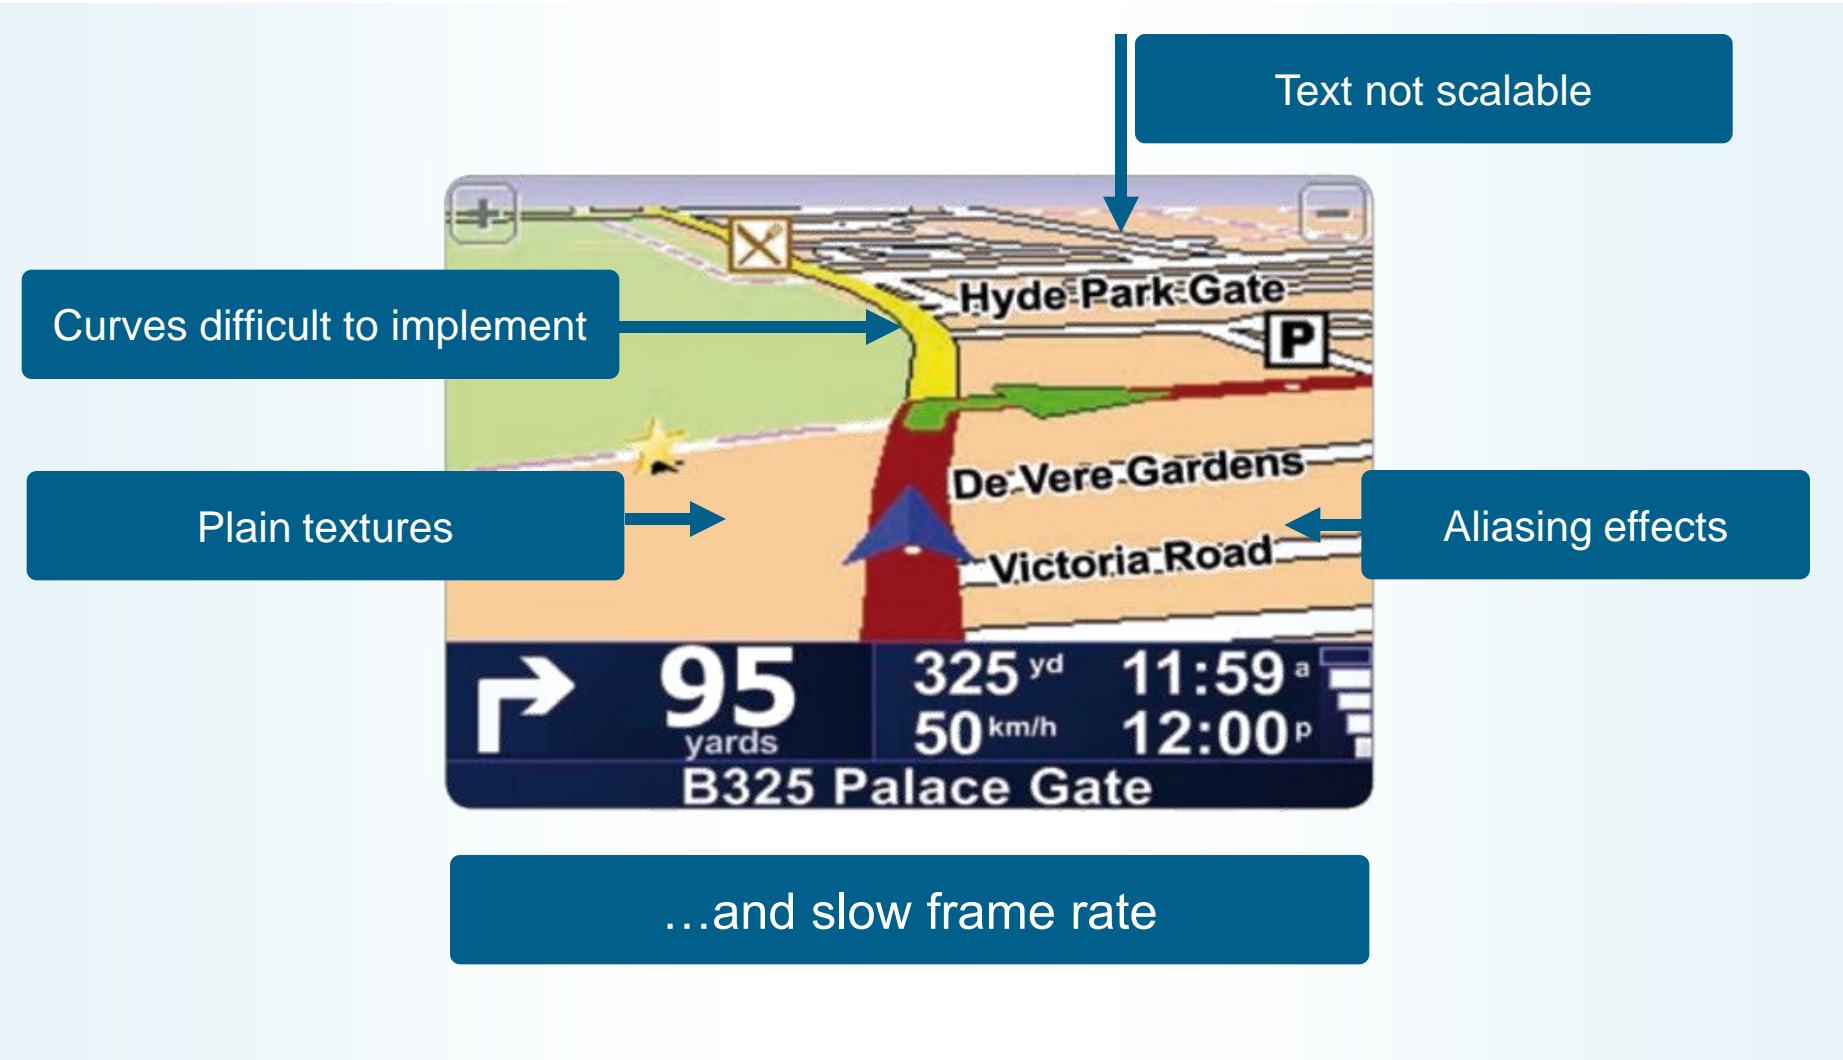 Text not scalable
+
−
Hyde Park Gate
Curves difficult to implement
P
De Vere Gardens
Plain textures
Aliasing effects
Victoria Road
95
yards
325 yd 11:59 a
50 km/h 12:00 p
B325 Palace Gate
...and slow frame rate